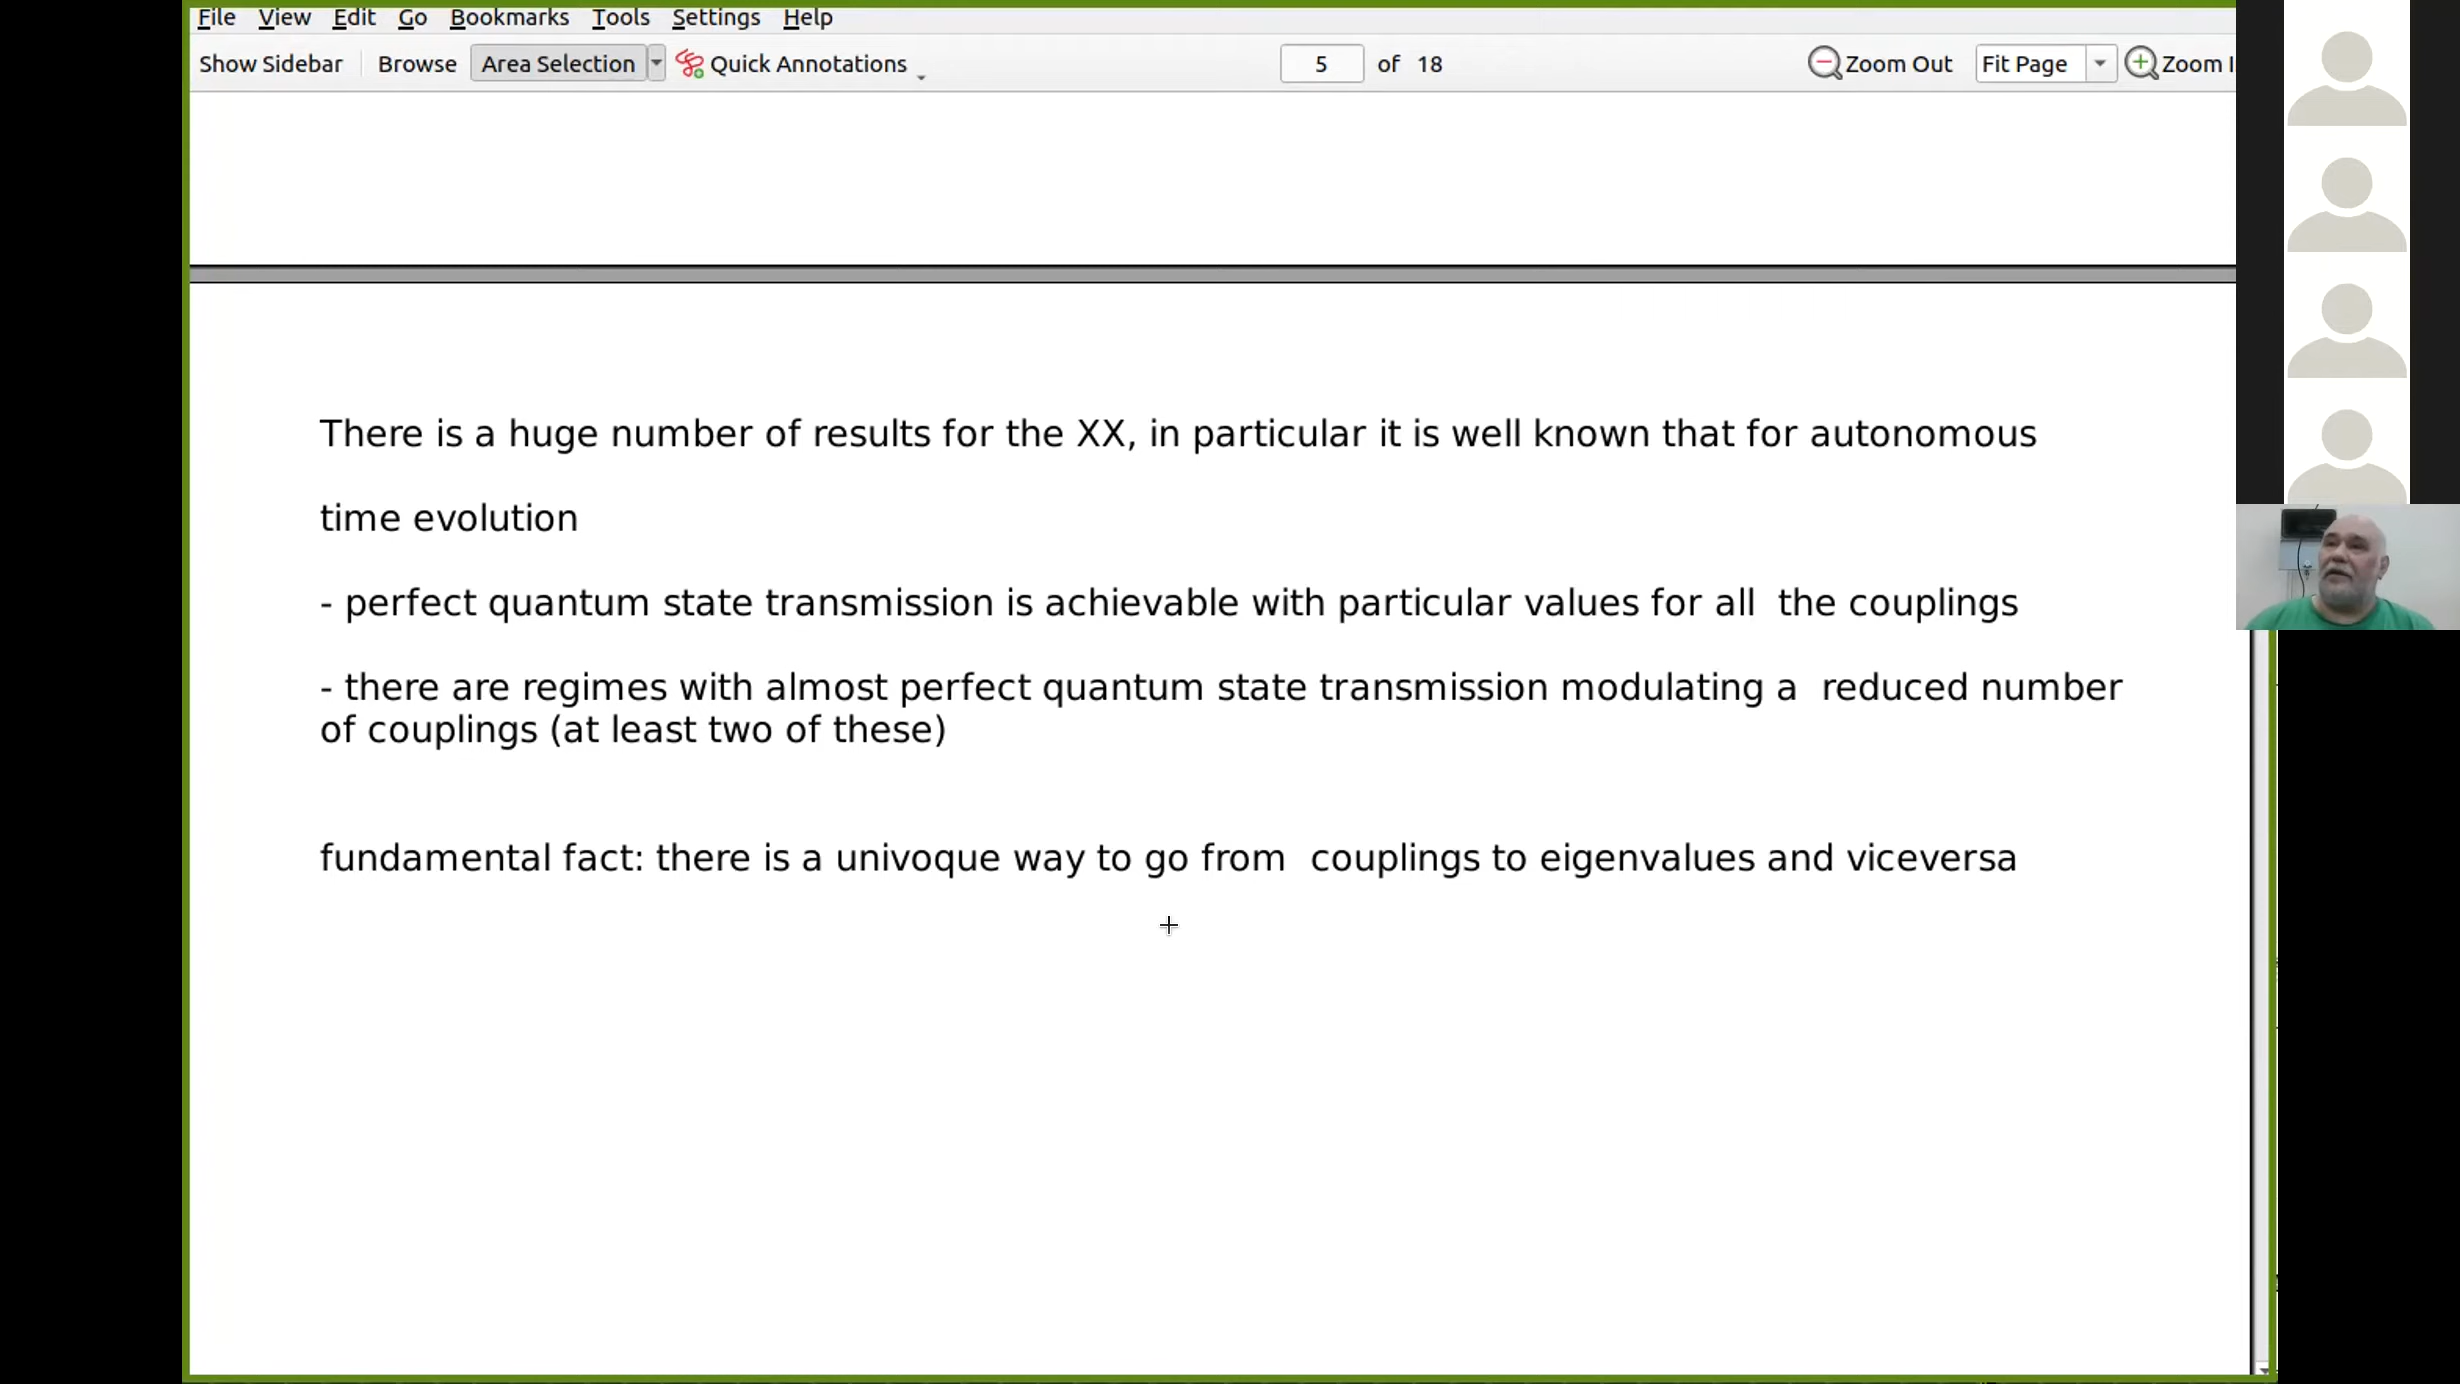 File View Edit Go Bookmarks Tools Settings Help
Show Sidebar Browse Area Selection Quick Annotations 5 of 18 Zoom Out Fit Page Zoom I
There is a huge number of results for the XX, in particular it is well known that for autonomous
time evolution
- perfect quantum state transmission is achievable with particular values for all the couplings
- there are regimes with almost perfect quantum state transmission modulating a reduced number
of couplings (at least two of these)
fundamental fact: there is a univoque way to go from couplings to eigenvalues and viceversa